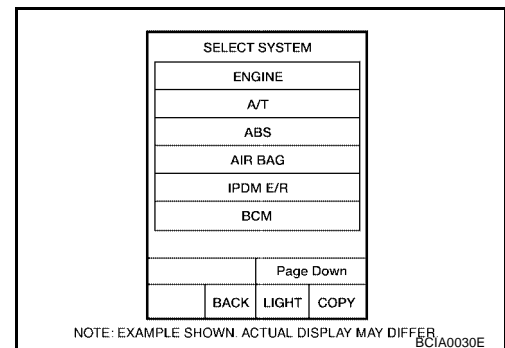 SELECT SYSTEM
ENGINE
A/T
ABS
AIR BAG
IPDM E/R
BCM
Page Down
BACK LIGHT COPY
NOTE: EXAMPLE SHOWN. ACTUAL DISPLAY MAY DIFFER.
BCIA0030E